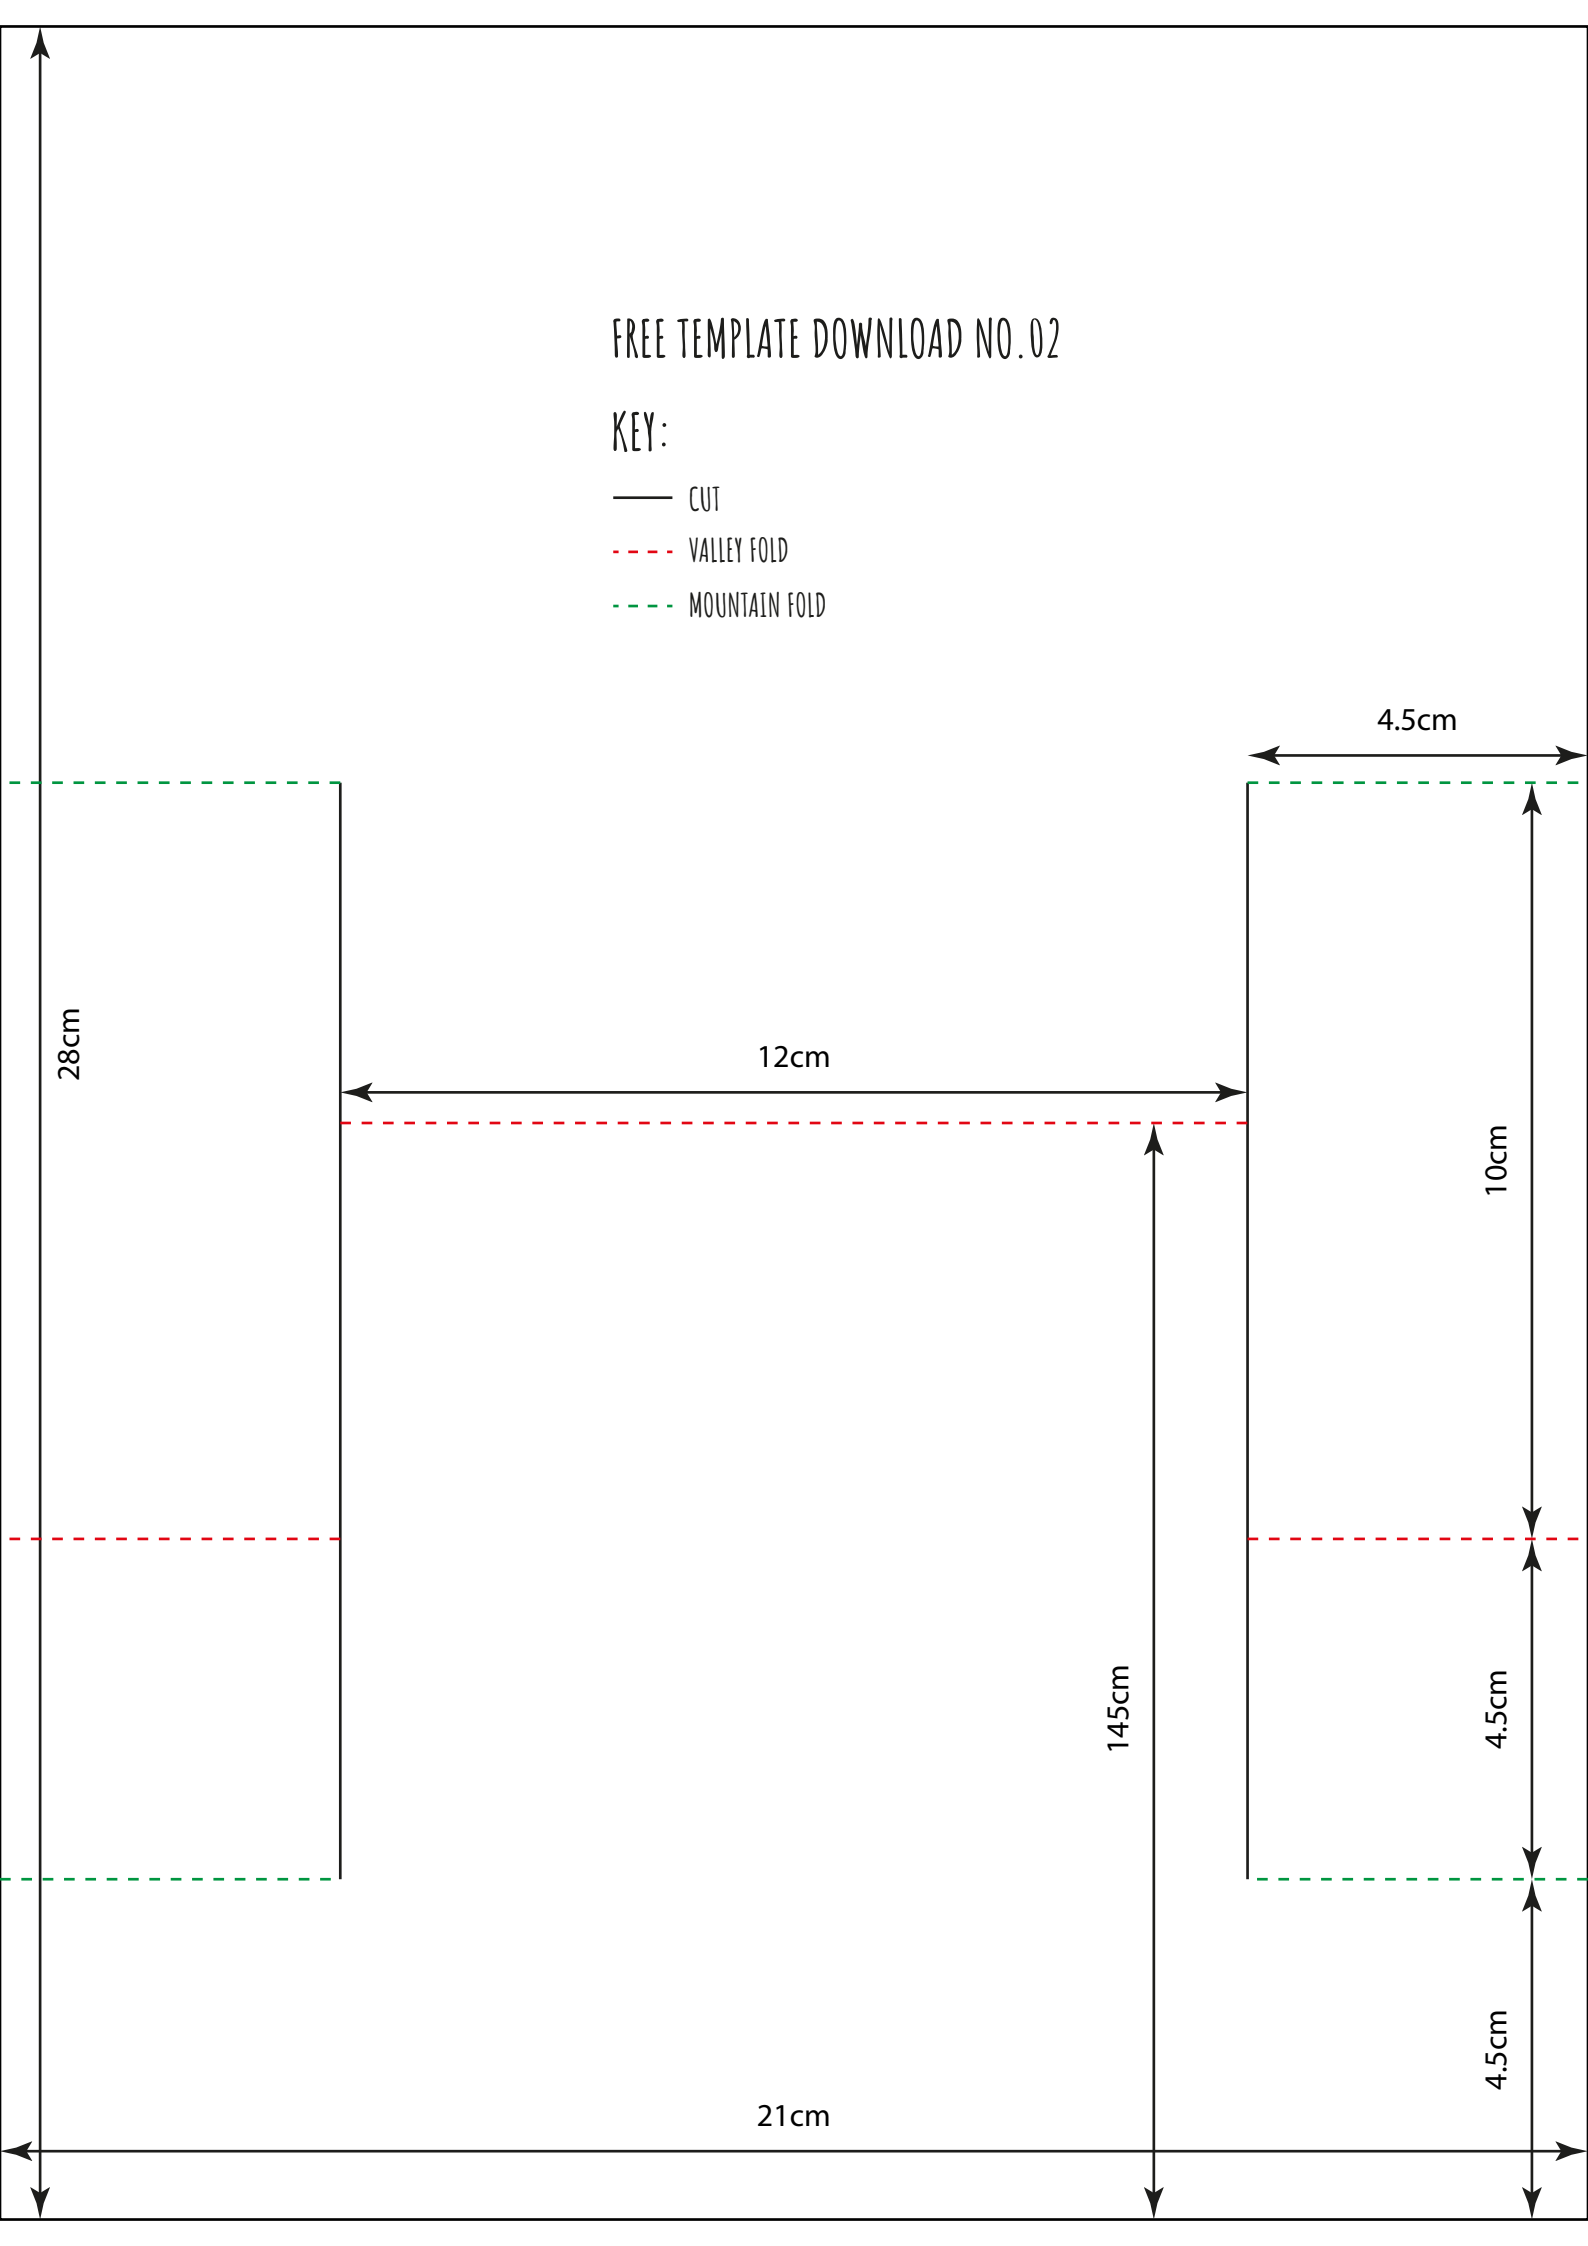 FREE TEMPLATE DOWNLOAD NO.02
KEY:
CUT
VALLEY FOLD
MOUNTAIN FOLD
4.5cm
28cm
12cm
10cm
145cm
4.5cm
4.5cm
21cm